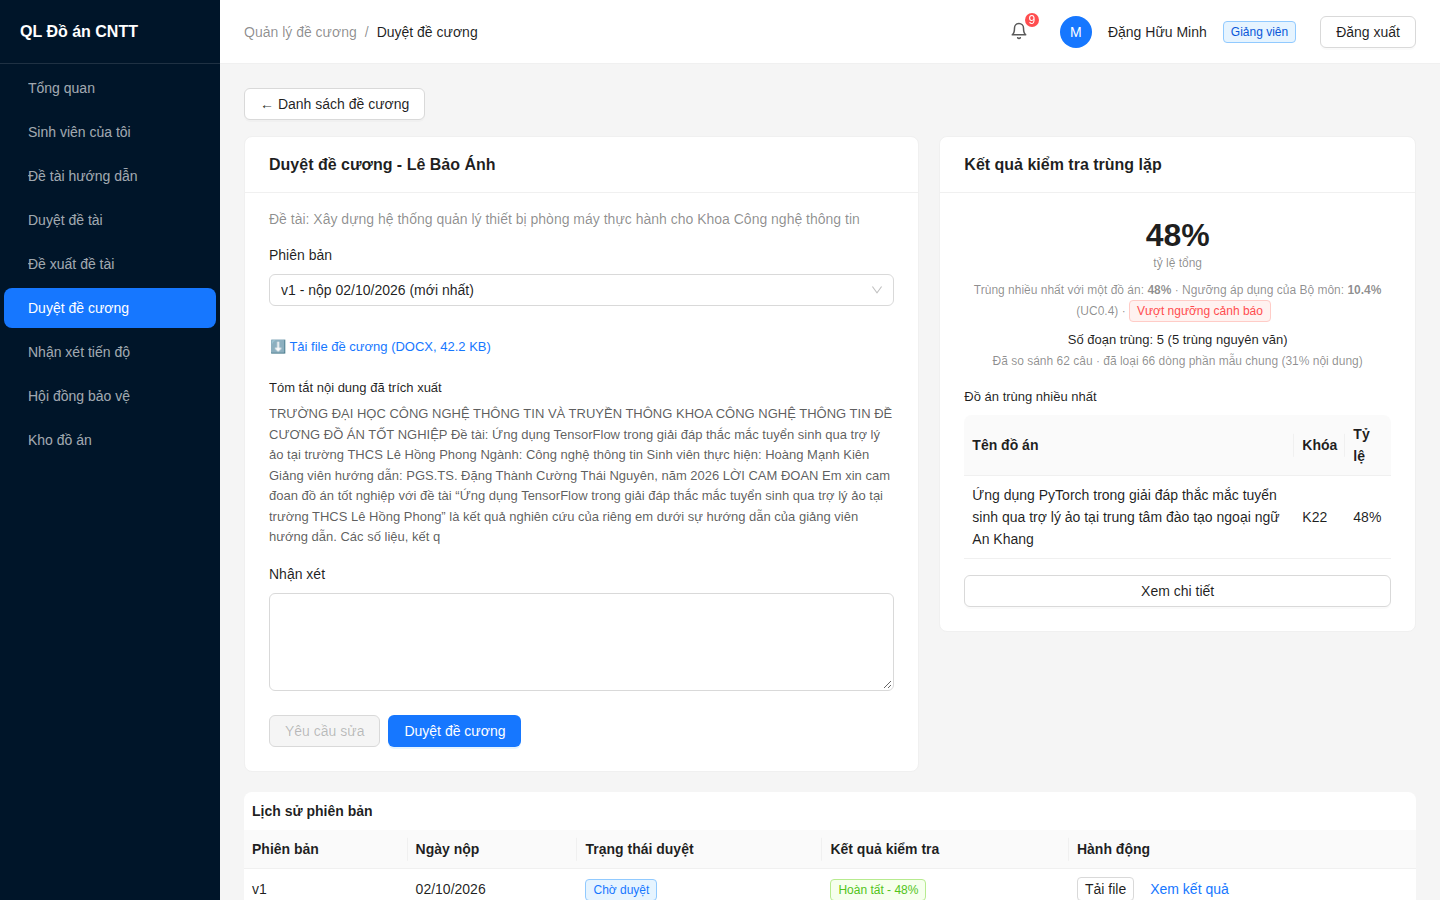 QL Đồ án CNTT
Tổng quan
Sinh viên của tôi
Đề tài hướng dẫn
Duyệt đề tài
Đề xuất đề tài
Duyệt đề cương
Nhận xét tiến độ
Hội đồng bảo vệ
Kho đồ án
Quản lý đề cương / Duyệt đề cương
9
M
Đặng Hữu Minh
Giảng viên
Đăng xuất
← Danh sách đề cương
Duyệt đề cương - Lê Bảo Ánh
Đề tài: Xây dựng hệ thống quản lý thiết bị phòng máy thực hành cho Khoa Công nghệ thông tin
Phiên bản
v1 - nộp 02/10/2026 (mới nhất)
⬇️ Tải file đề cương (DOCX, 42.2 KB)
Tóm tắt nội dung đã trích xuất
TRƯỜNG ĐẠI HỌC CÔNG NGHỆ THÔNG TIN VÀ TRUYỀN THÔNG KHOA CÔNG NGHỆ THÔNG TIN ĐỀ
CƯƠNG ĐỒ ÁN TỐT NGHIỆP Đề tài: Ứng dụng TensorFlow trong giải đáp thắc mắc tuyển sinh qua trợ lý
ảo tại trường THCS Lê Hồng Phong Ngành: Công nghệ thông tin Sinh viên thực hiện: Hoàng Mạnh Kiên
Giảng viên hướng dẫn: PGS.TS. Đặng Thành Cường Thái Nguyên, năm 2026 LỜI CAM ĐOAN Em xin cam
đoan đồ án tốt nghiệp với đề tài “Ứng dụng TensorFlow trong giải đáp thắc mắc tuyển sinh qua trợ lý ảo tại
trường THCS Lê Hồng Phong” là kết quả nghiên cứu của riêng em dưới sự hướng dẫn của giảng viên
hướng dẫn. Các số liệu, kết q
Nhận xét
Yêu cầu sửa
Duyệt đề cương
Kết quả kiểm tra trùng lặp
48%
tỷ lệ tổng
Trùng nhiều nhất với một đồ án: 48% · Ngưỡng áp dụng của Bộ môn: 10.4%
(UC0.4) · Vượt ngưỡng cảnh báo
Số đoạn trùng: 5 (5 trùng nguyên văn)
Đã so sánh 62 câu · đã loại 66 dòng phần mẫu chung (31% nội dung)
Đồ án trùng nhiều nhất
Tên đồ án Khóa Tỷ lệ
Ứng dụng PyTorch trong giải đáp thắc mắc tuyển
sinh qua trợ lý ảo tại trung tâm đào tạo ngoại ngữ K22 48%
An Khang
Xem chi tiết
Lịch sử phiên bản
Phiên bản Ngày nộp Trạng thái duyệt Kết quả kiểm tra Hành động
v1 02/10/2026 Chờ duyệt Hoàn tất - 48% Tải file Xem kết quả